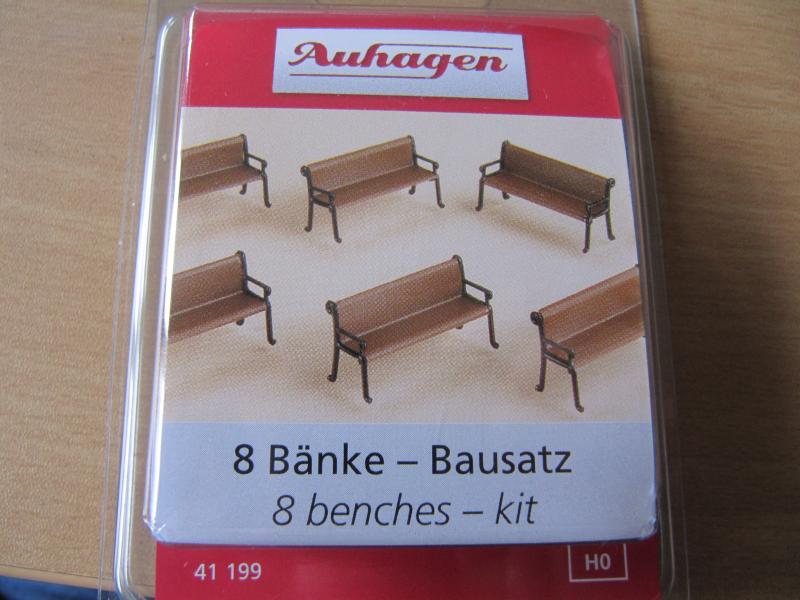 Auhagen
8 Bänke – Bausatz
8 benches – kit
41 199
H0